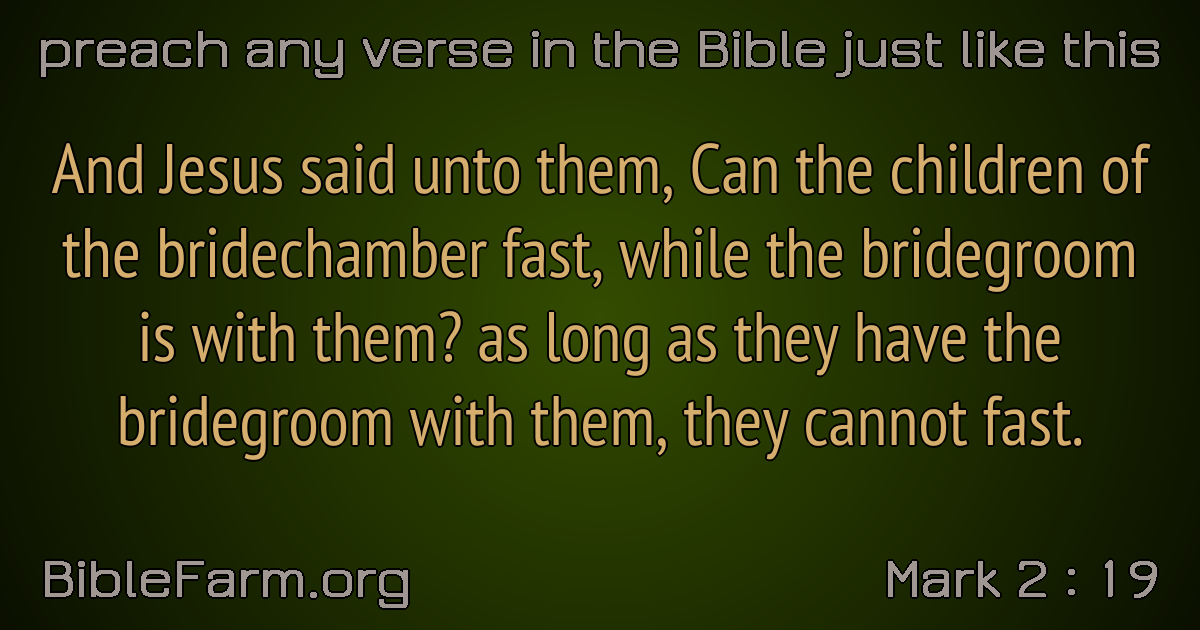 preach any verse in the Bible just like this
And Jesus said unto them, Can the children of
the bridechamber fast, while the bridegroom
is with them? as long as they have the
bridegroom with them, they cannot fast.
BibleFarm.org
Mark 2 : 19